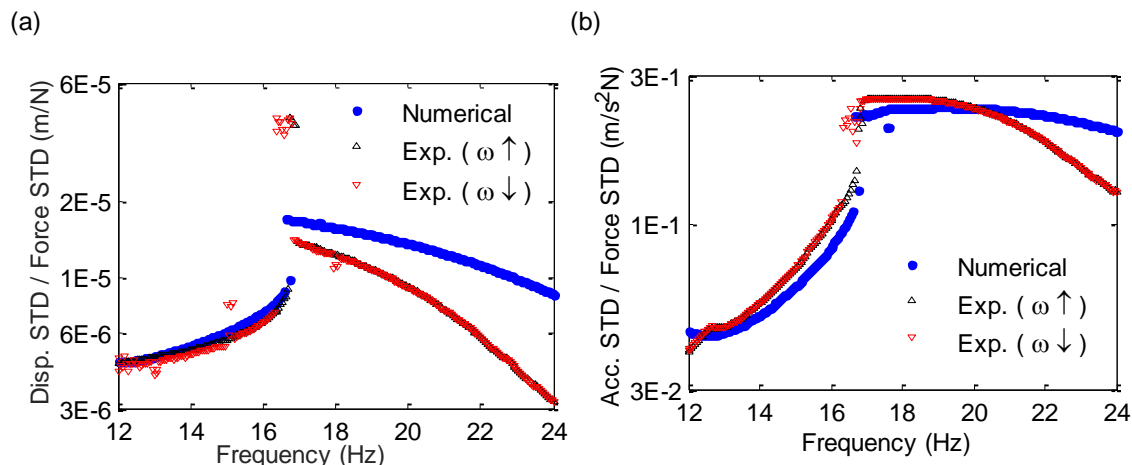 (a)
6E-5
2E-5
1E-5
6E-6
3E-6
Disp. STD / Force STD (m/N)
Numerical
Exp. ( ω ↑ )
Exp. ( ω ↓ )
12 14 16 18 20 22 24
Frequency (Hz)
(b)
3E-1
1E-1
3E-2
Acc. STD / Force STD (m/s²N)
Numerical
Exp. ( ω ↑ )
Exp. ( ω ↓ )
12 14 16 18 20 22 24
Frequency (Hz)